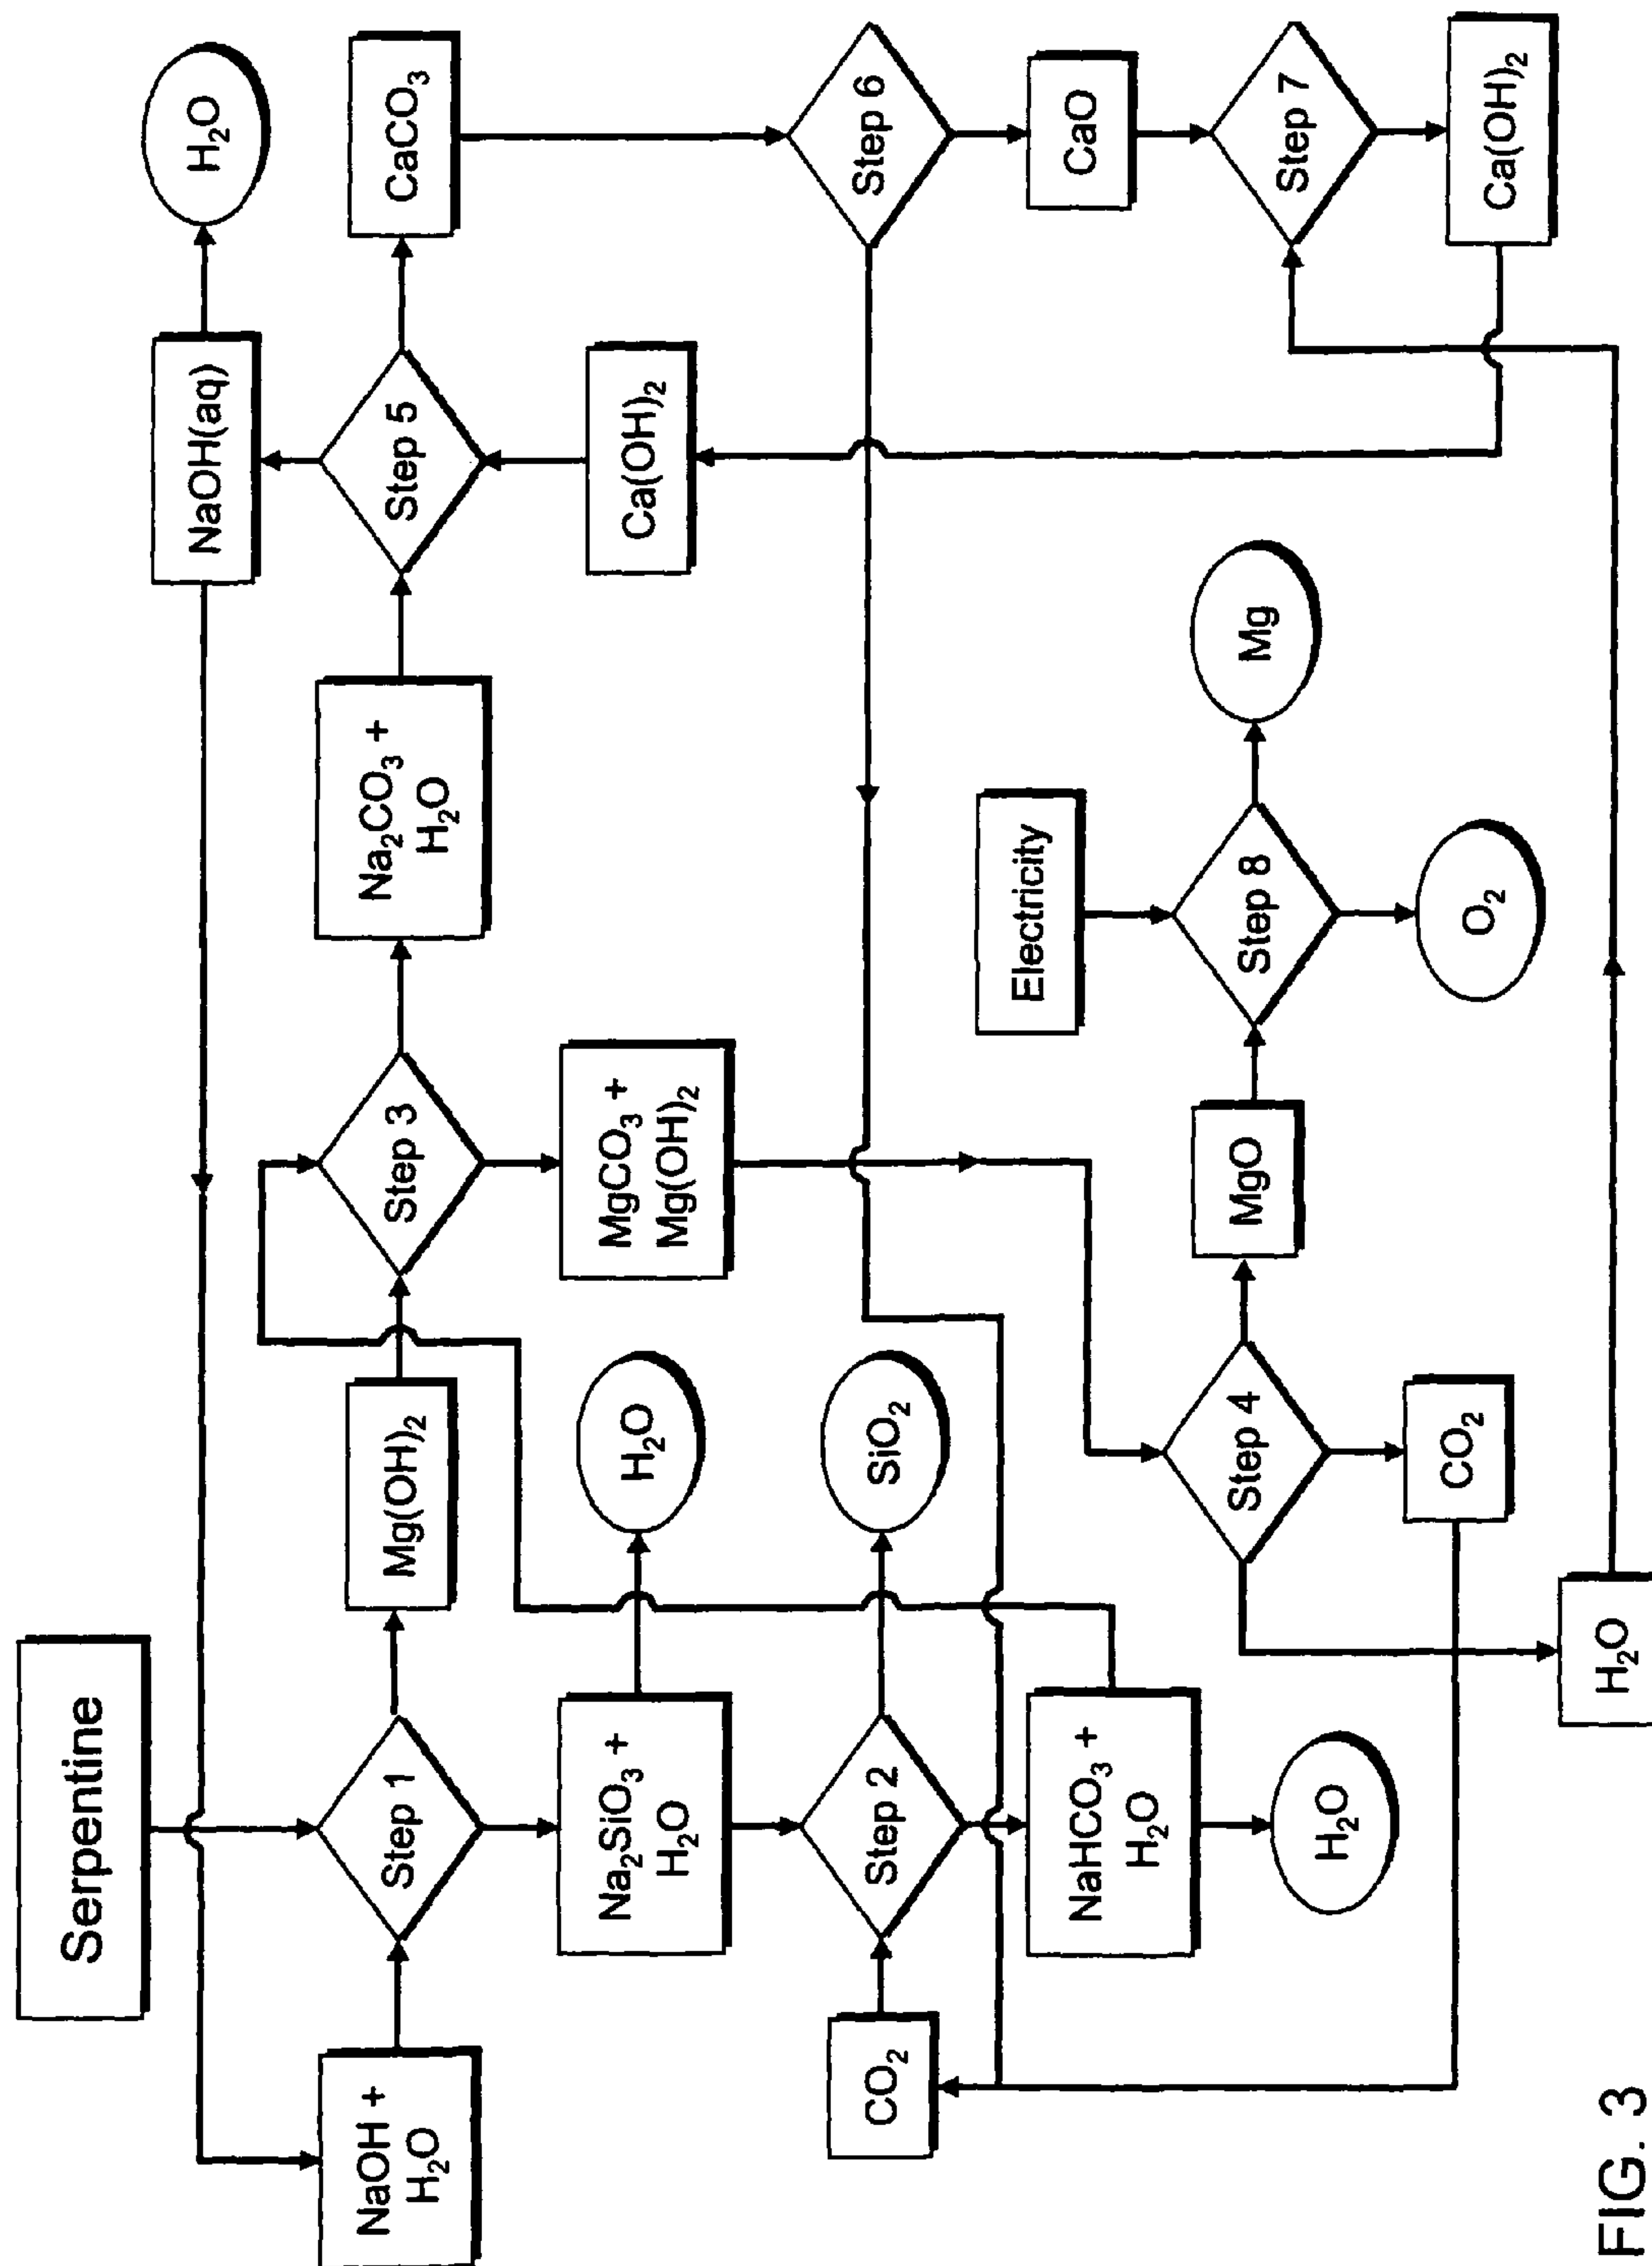 Serpentine
NaOH +
H₂O
Step 1
Mg(OH)₂
Step 3
Na₂CO₃ +
H₂O
Step 5
NaOH(aq)
H₂O
CaCO₃
Na₂SiO₃ +
H₂O
H₂O
MgCO₃ +
Mg(OH)₂
Ca(OH)₂
CO₂
Step 2
SiO₂
Step 6
NaHCO₃ +
H₂O
Electricity
CaO
H₂O
Step 4
MgO
Step 8
Mg
Step 7
CO₂
O₂
Ca(OH)₂
H₂O
FIG. 3